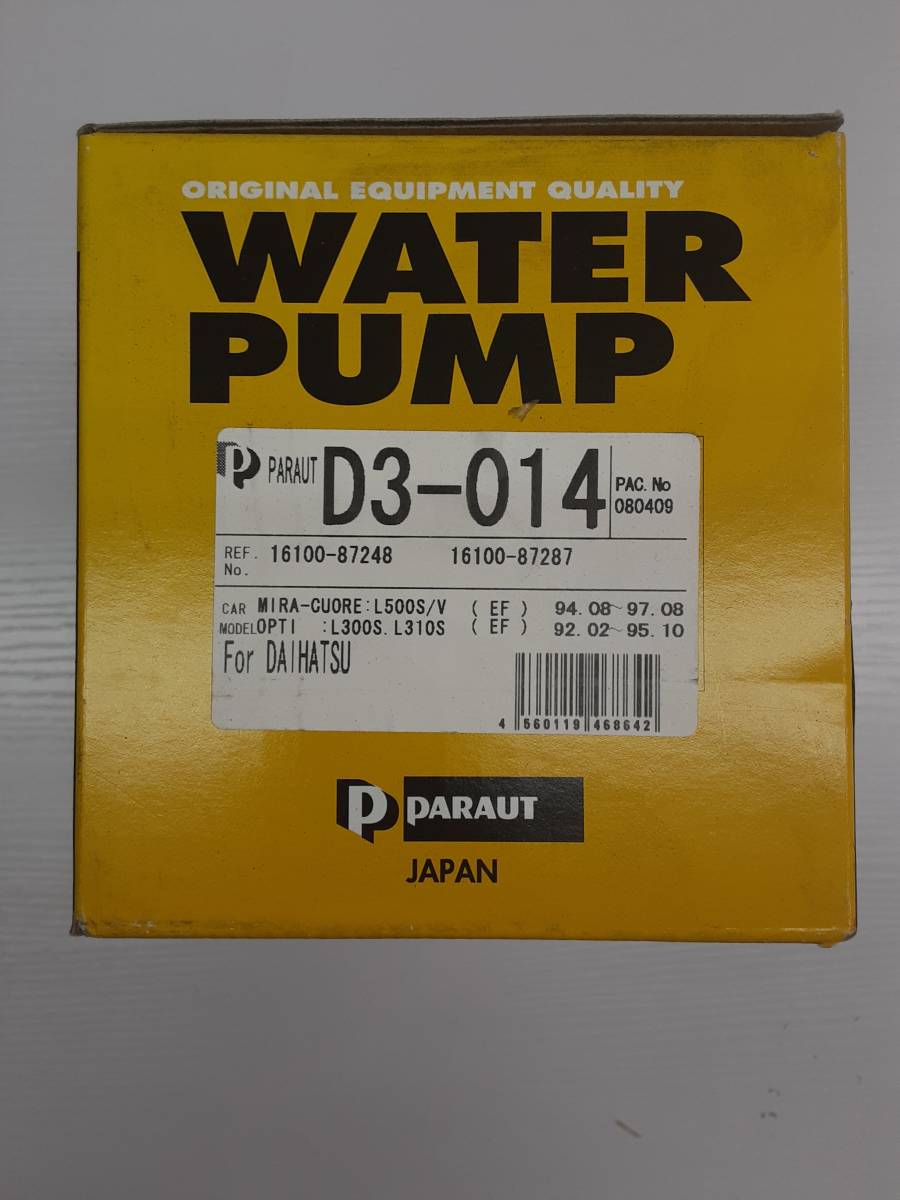 ORIGINAL EQUIPMENT QUALITY
WATER
PUMP
PARAUT D3-014 PAC. No
080409
REF. No. 16100-87248 16100-87287
CAR MIRA-CUORE:L500S/V ( EF ) 94. 08~97. 08
MODEL OPTI :L300S. L310S ( EF ) 92. 02~95. 10
For DAIHATSU
4 560119 468642
PARAUT
JAPAN